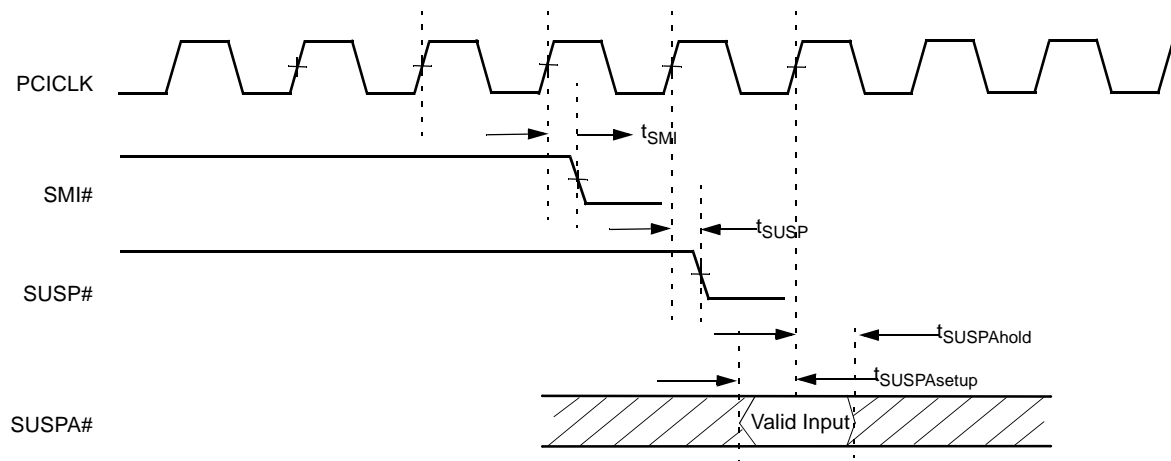 PCICLK
tSMI
SMI#
tSUSP
SUSP#
tSUSPAhold
tSUSPAsetup
SUSPA#
Valid Input